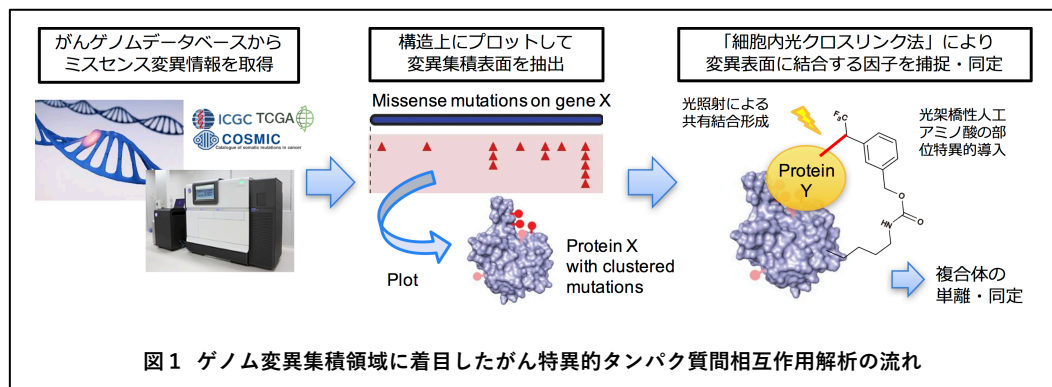 がんゲノムデータベースから
ミスセンス変異情報を取得
ICGC TCGA
COSMIC
Catalogue of somatic mutations in cancer
構造上にプロットして
変異集積表面を抽出
Missense mutations on gene X
Plot
Protein X
with clustered
mutations
「細胞内光クロスリンク法」により
変異表面に結合する因子を捕捉・同定
光照射による
共有結合形成
F₃C
光架橋性人工
アミノ酸の部
位特異的導入
Protein
Y
O
O
NH
複合体の
単離・同定
図1 ゲノム変異集積領域に着目したがん特異的タンパク質間相互作用解析の流れ